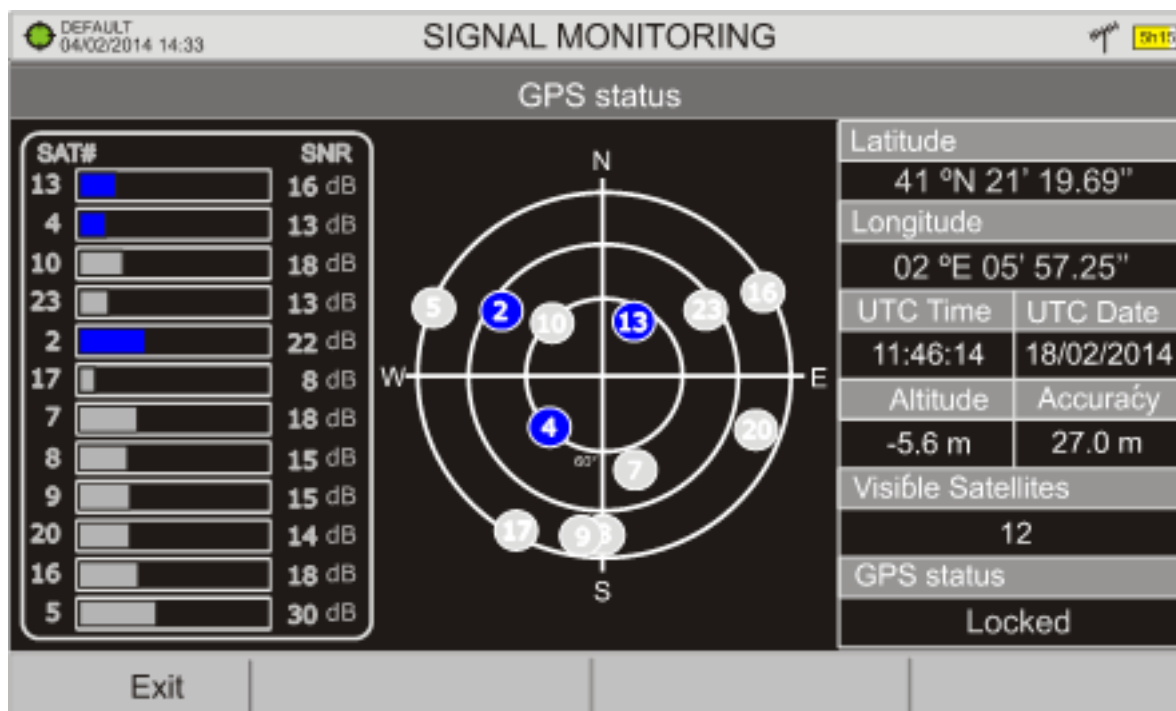 DEFAULT
04/02/2014 14:33
SIGNAL MONITORING
5h15
GPS status
SAT# SNR
13 16 dB
4 13 dB
10 18 dB
23 13 dB
2 22 dB
17 8 dB
7 18 dB
8 15 dB
9 15 dB
20 14 dB
16 18 dB
5 30 dB
N
5 2 10 13 23 16
W E
4 20
60°
7
17 9 8
S
Latitude
41 ºN 21' 19.69"
Longitude
02 ºE 05' 57.25"
UTC Time UTC Date
11:46:14 18/02/2014
Altitude Accuraćy
-5.6 m 27.0 m
Visible Satellites
12
GPS status
Locked
Exit